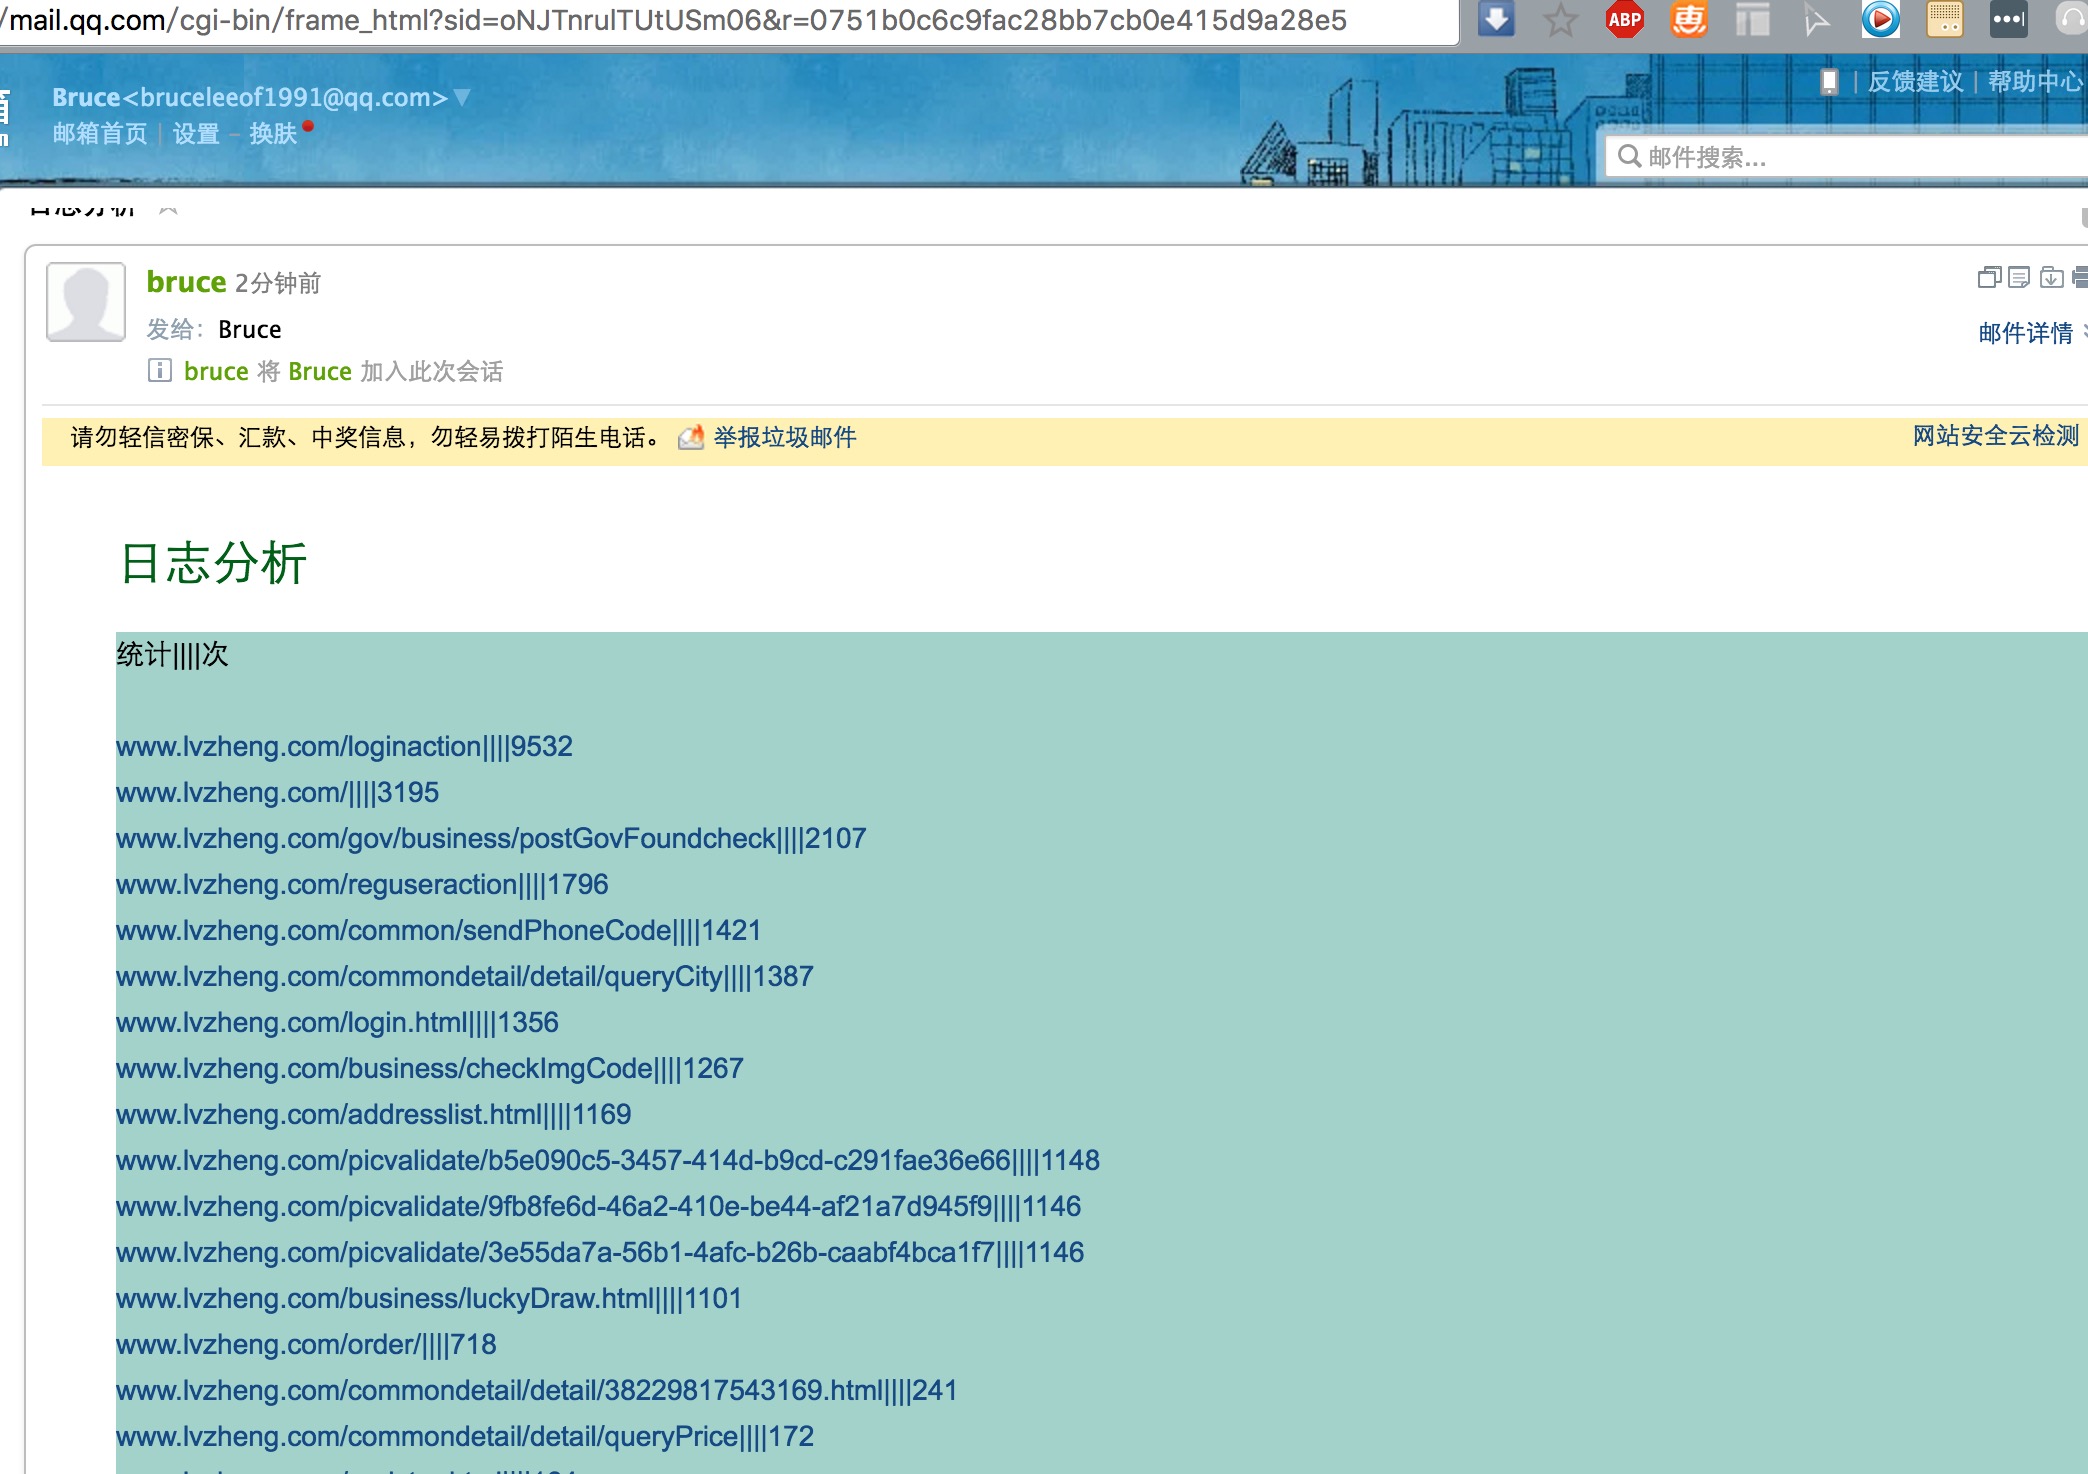 /mail.qq.com/cgi-bin/frame_html?sid=oNJTnrulTUtUSm06&r=0751b0c6c9fac28bb7cb0e415d9a28e5
ABP 惠
Bruce<bruceleeof1991@qq.com>
反馈建议 | 帮助中心
邮箱首页 | 设置 - 换肤
邮件搜索...
日志分析
bruce 2分钟前
发给: Bruce
邮件详情
bruce 将 Bruce 加入此次会话
请勿轻信密保、汇款、中奖信息，勿轻易拨打陌生电话。 举报垃圾邮件
网站安全云检测
日志分析
统计||||次
www.lvzheng.com/loginaction||||9532
www.lvzheng.com/||||3195
www.lvzheng.com/gov/business/postGovFoundcheck||||2107
www.lvzheng.com/reguseraction||||1796
www.lvzheng.com/common/sendPhoneCode||||1421
www.lvzheng.com/commondetail/detail/queryCity||||1387
www.lvzheng.com/login.html||||1356
www.lvzheng.com/business/checkImgCode||||1267
www.lvzheng.com/addresslist.html||||1169
www.lvzheng.com/picvalidate/b5e090c5-3457-414d-b9cd-c291fae36e66||||1148
www.lvzheng.com/picvalidate/9fb8fe6d-46a2-410e-be44-af21a7d945f9||||1146
www.lvzheng.com/picvalidate/3e55da7a-56b1-4afc-b26b-caabf4bca1f7||||1146
www.lvzheng.com/business/luckyDraw.html||||1101
www.lvzheng.com/order/||||718
www.lvzheng.com/commondetail/detail/38229817543169.html||||241
www.lvzheng.com/commondetail/detail/queryPrice||||172